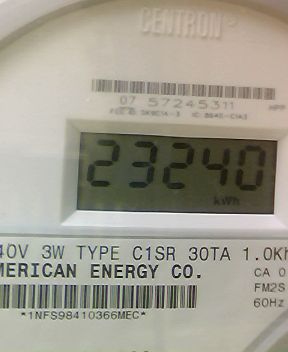 CENTRON
07 57245311
23240
kWh
40V 3W TYPE C1SR 30TA 1.0Kh
MERICAN ENERGY CO.
CA 0
FM2S
60Hz
*1NFS98410366MEC*